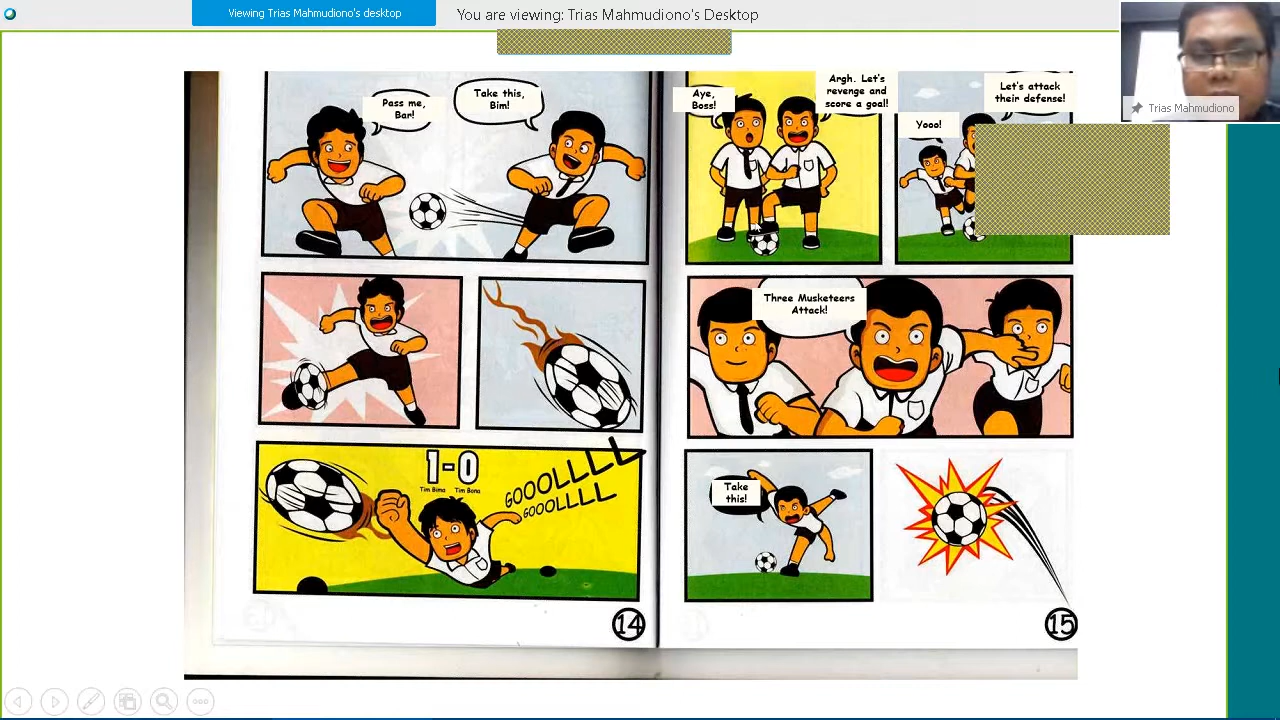 Viewing Trias Mahmudiono's desktop
You are viewing: Trias Mahmudiono's Desktop
Trias Mahmudiono
Pass me,
Bar!
Take this,
Bim!
1-0
Tim Bima Tim Bona
GOOOLLLL
GOOOLLLL
14
Aye,
Boss!
Argh. Let's
revenge and
score a goal!
Yooo!
Let's attack
their defense!
Three Musketeers
Attack!
Take
this!
15